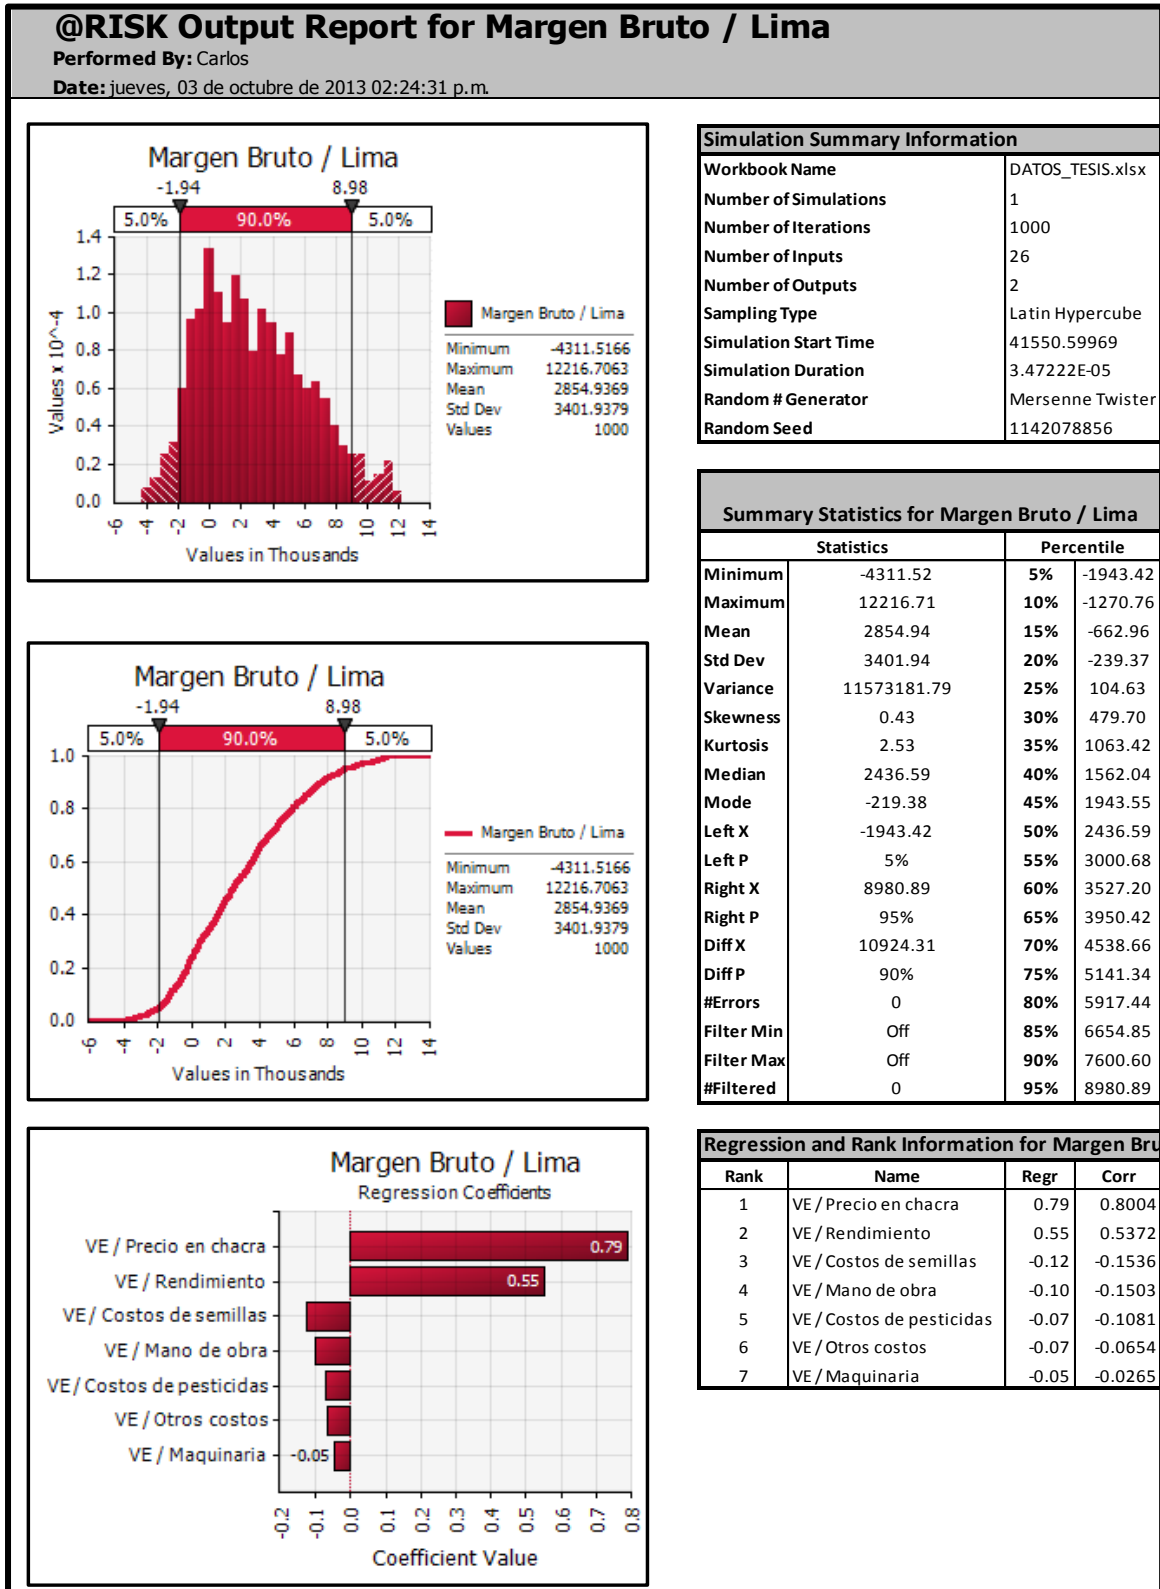 @RISK Output Report for Margen Bruto / Lima
Performed By: Carlos
Date: jueves, 03 de octubre de 2013 02:24:31 p.m.
Margen Bruto / Lima
-1.94 8.98
5.0% 90.0% 5.0%
1.4
1.2
1.0
0.8
0.6
0.4
0.2
0.0
Values x 10^-4
-6 -4 -2 0 2 4 6 8 10 12 14
Values in Thousands
Margen Bruto / Lima
Minimum -4311.5166
Maximum 12216.7063
Mean 2854.9369
Std Dev 3401.9379
Values 1000
Simulation Summary Information
Workbook Name DATOS_TESIS.xlsx
Number of Simulations 1
Number of Iterations 1000
Number of Inputs 26
Number of Outputs 2
Sampling Type Latin Hypercube
Simulation Start Time 41550.59969
Simulation Duration 3.47222E-05
Random # Generator Mersenne Twister
Random Seed 1142078856
Summary Statistics for Margen Bruto / Lima
Statistics Percentile
Minimum -4311.52 5% -1943.42
Maximum 12216.71 10% -1270.76
Mean 2854.94 15% -662.96
Std Dev 3401.94 20% -239.37
Variance 11573181.79 25% 104.63
Skewness 0.43 30% 479.70
Kurtosis 2.53 35% 1063.42
Median 2436.59 40% 1562.04
Mode -219.38 45% 1943.55
Left X -1943.42 50% 2436.59
Left P 5% 55% 3000.68
Right X 8980.89 60% 3527.20
Right P 95% 65% 3950.42
Diff X 10924.31 70% 4538.66
Diff P 90% 75% 5141.34
#Errors 0 80% 5917.44
Filter Min Off 85% 6654.85
Filter Max Off 90% 7600.60
#Filtered 0 95% 8980.89
Margen Bruto / Lima
-1.94 8.98
5.0% 90.0% 5.0%
1.0
0.8
0.6
0.4
0.2
0.0
-6 -4 -2 0 2 4 6 8 10 12 14
Values in Thousands
Margen Bruto / Lima
Minimum -4311.5166
Maximum 12216.7063
Mean 2854.9369
Std Dev 3401.9379
Values 1000
Margen Bruto / Lima
Regression Coefficients
VE / Precio en chacra 0.79
VE / Rendimiento 0.55
VE / Costos de semillas
VE / Mano de obra
VE / Costos de pesticidas
VE / Otros costos
VE / Maquinaria -0.05
-0.2 -0.1 0.0 0.1 0.2 0.3 0.4 0.5 0.6 0.7 0.8
Coefficient Value
Regression and Rank Information for Margen Bru
Rank Name Regr Corr
1 VE / Precio en chacra 0.79 0.8004
2 VE / Rendimiento 0.55 0.5372
3 VE / Costos de semillas -0.12 -0.1536
4 VE / Mano de obra -0.10 -0.1503
5 VE / Costos de pesticidas -0.07 -0.1081
6 VE / Otros costos -0.07 -0.0654
7 VE / Maquinaria -0.05 -0.0265